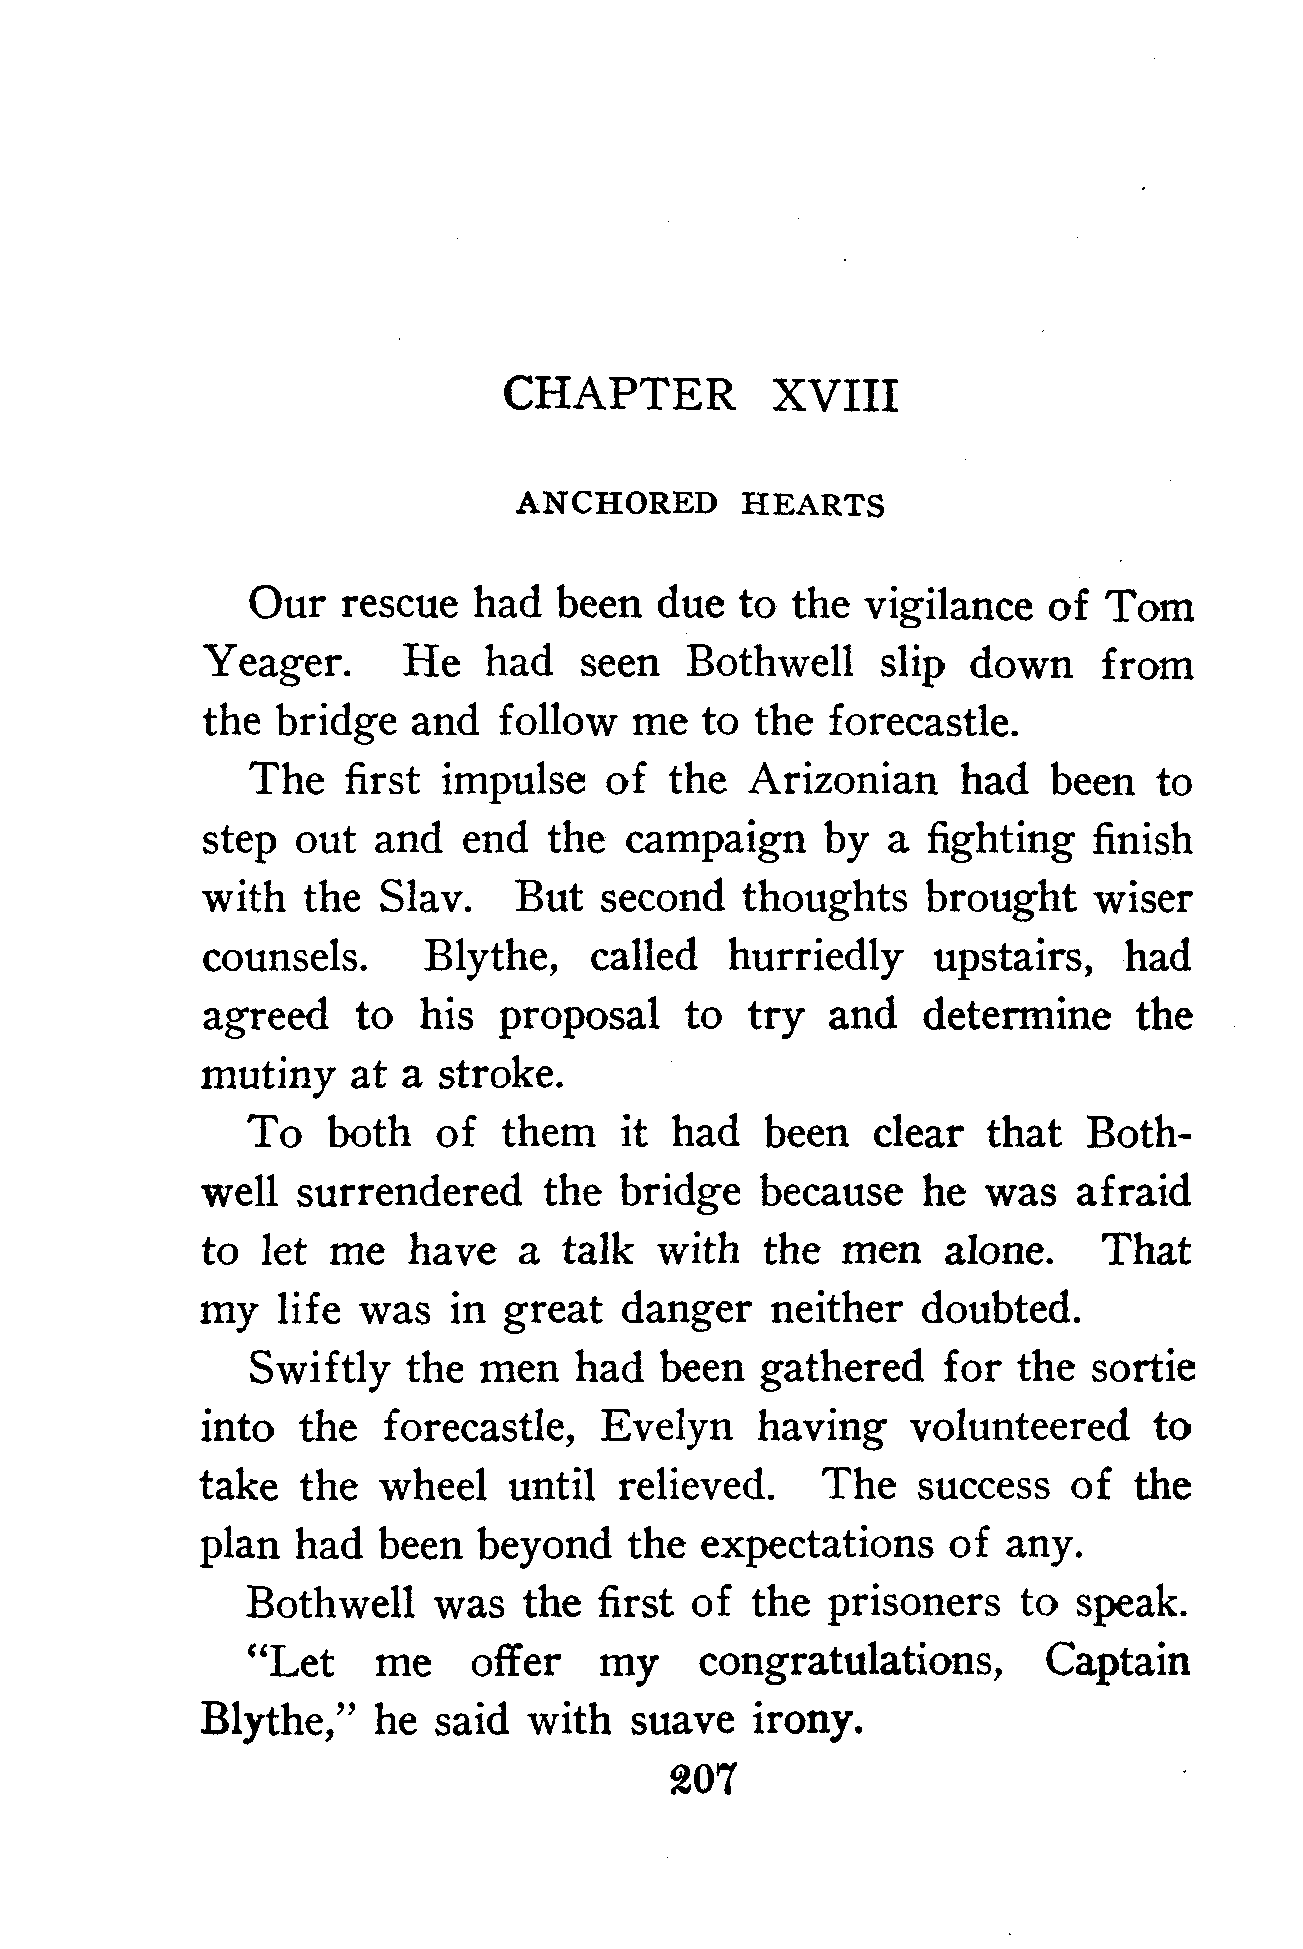 CHAPTER XVIII
ANCHORED HEARTS
Our rescue had been due to the vigilance of Tom
Yeager. He had seen Bothwell slip down from
the bridge and follow me to the forecastle.
The first impulse of the Arizonian had been to
step out and end the campaign by a fighting finish
with the Slav. But second thoughts brought wiser
counsels. Blythe, called hurriedly upstairs, had
agreed to his proposal to try and determine the
mutiny at a stroke.
To both of them it had been clear that Both-
well surrendered the bridge because he was afraid
to let me have a talk with the men alone. That
my life was in great danger neither doubted.
Swiftly the men had been gathered for the sortie
into the forecastle, Evelyn having volunteered to
take the wheel until relieved. The success of the
plan had been beyond the expectations of any.
Bothwell was the first of the prisoners to speak.
“Let me offer my congratulations, Captain
Blythe,” he said with suave irony.
207